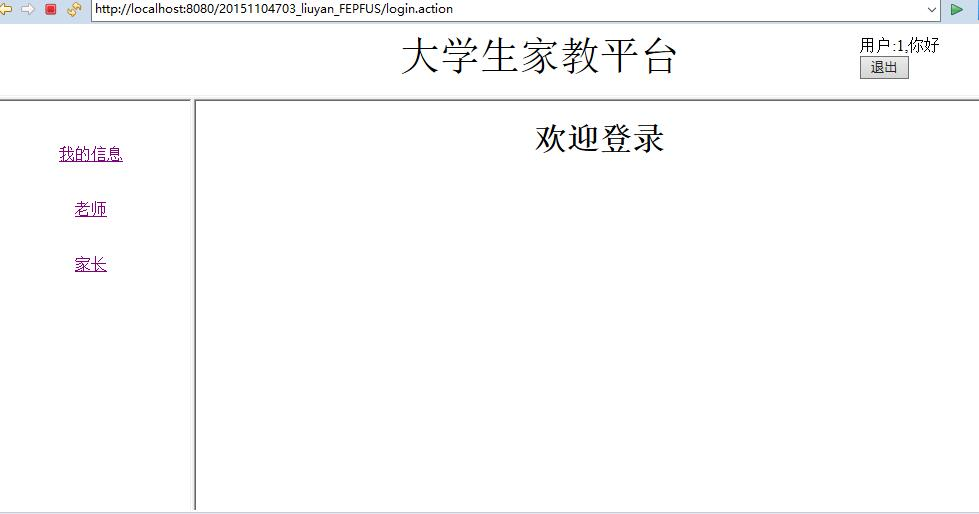 http://localhost:8080/20151104703_liuyan_FEPFUS/login.action
大学生家教平台
用户:1,你好
退出
我的信息
老师
家长
欢迎登录